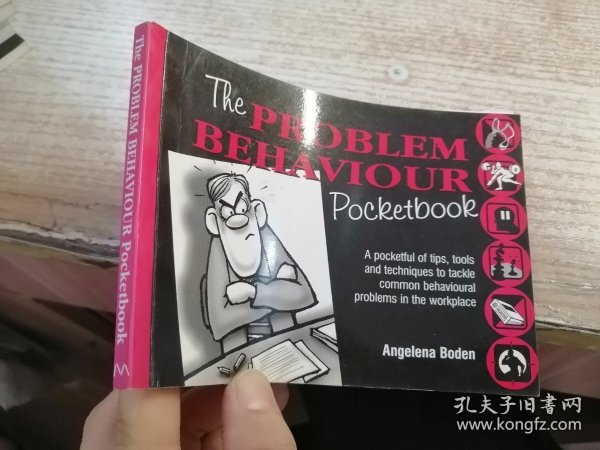 The PROBLEM BEHAVIOUR Pocketbook
The
PROBLEM
BEHAVIOUR
Pocketbook
A pocketful of tips, tools
and techniques to tackle
common behavioural
problems in the workplace
Angelena Boden
孔夫子旧书网
www.kongfz.com